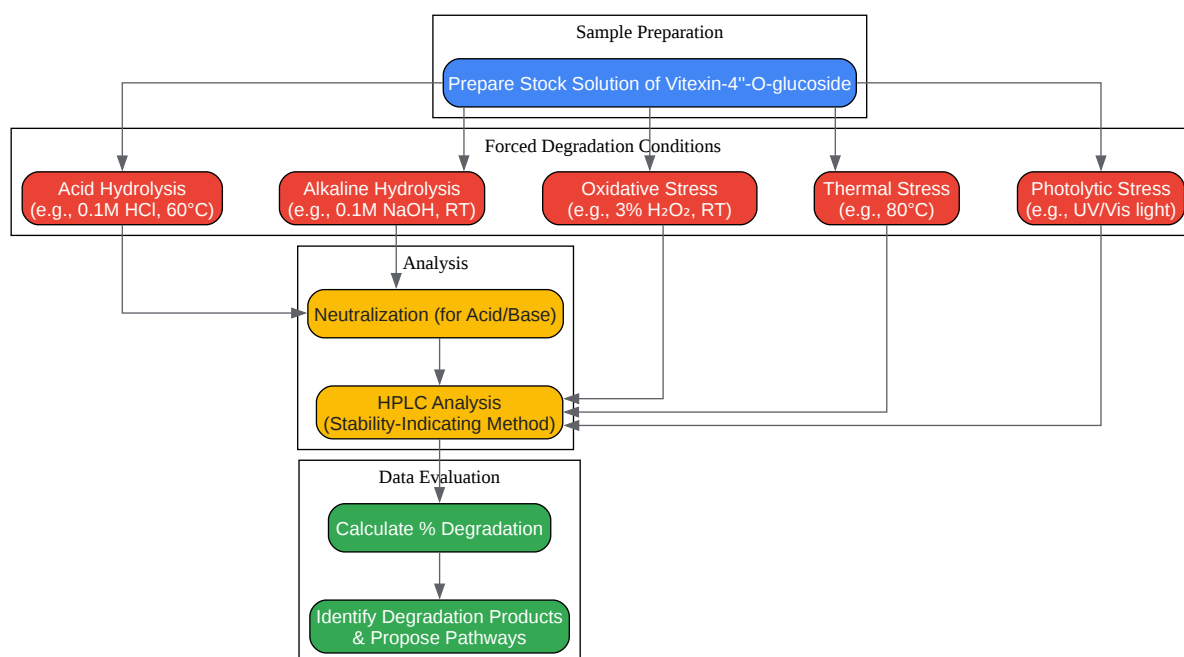 Sample Preparation
Prepare Stock Solution of Vitexin-4''-O-glucoside
Forced Degradation Conditions
Acid Hydrolysis
(e.g., 0.1M HCl, 60°C)
Alkaline Hydrolysis
(e.g., 0.1M NaOH, RT)
Oxidative Stress
(e.g., 3% H₂O₂, RT)
Thermal Stress
(e.g., 80°C)
Photolytic Stress
(e.g., UV/Vis light)
Analysis
Neutralization (for Acid/Base)
HPLC Analysis
(Stability-Indicating Method)
Data Evaluation
Calculate % Degradation
Identify Degradation Products
& Propose Pathways